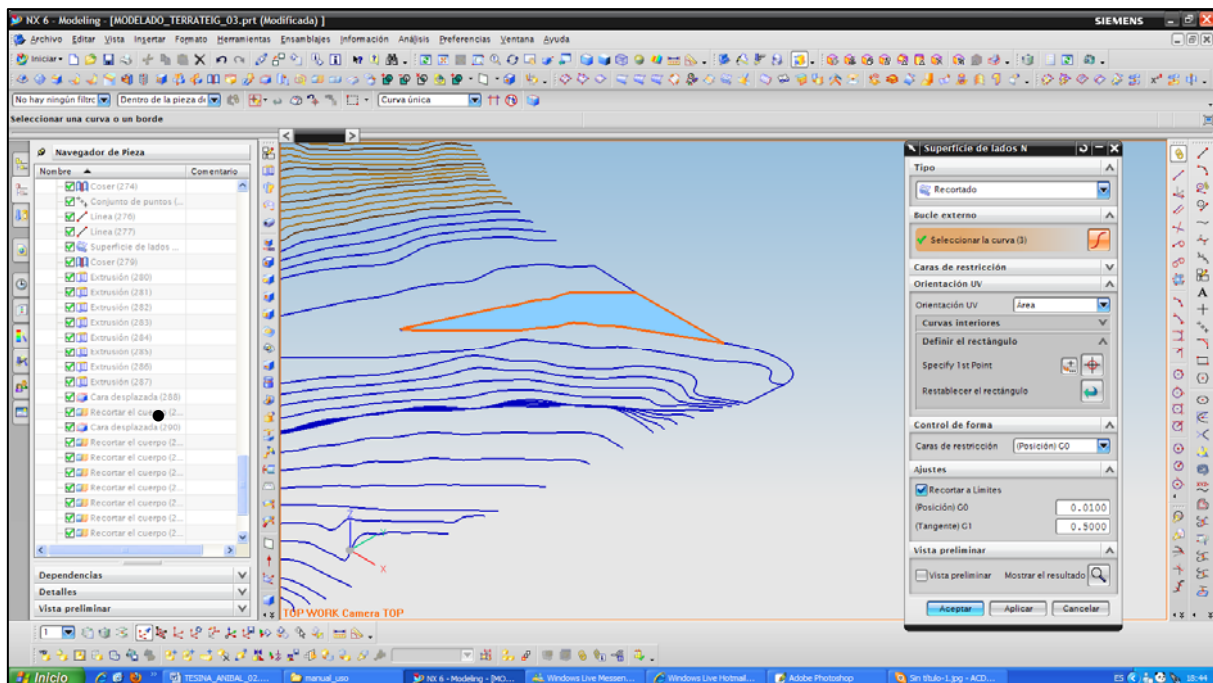 NX 6 - Modeling - [MODELADO_TERRATEIG_03.prt (Modificada) ]
SIEMENS
Archivo Editar Vista Insertar Formato Herramientas Ensamblajes Información Análisis Preferencias Ventana Ayuda
Iniciar
No hay ningún filtrc
Dentro de la pieza de
Curva única
Seleccionar una curva o un borde
Navegador de Pieza
Nombre
Comentario
Coser (274)
Conjunto de puntos (...
Línea (276)
Línea (277)
Superficie de lados ...
Coser (279)
Extrusión (280)
Extrusión (281)
Extrusión (282)
Extrusión (283)
Extrusión (284)
Extrusión (285)
Extrusión (286)
Extrusión (287)
Cara desplazada (288)
Recortar el cuerpo (2...
Cara desplazada (290)
Recortar el cuerpo (2...
Recortar el cuerpo (2...
Recortar el cuerpo (2...
Recortar el cuerpo (2...
Recortar el cuerpo (2...
Recortar el cuerpo (2...
Recortar el cuerpo (2...
Dependencias
Detalles
Vista preliminar
Z
X
TOP WORK Camera TOP
Superficie de lados N
Tipo
Recortado
Bucle externo
Seleccionar la curva (3)
Caras de restricción
Orientación UV
Orientación UV
Área
Curvas interiores
Definir el rectángulo
Specify 1st Point
Restablecer el rectángulo
Control de forma
Caras de restricción
(Posición) G0
Ajustes
Recortar a Límites
(Posición) G0
0.0100
(Tangente) G1
0.5000
Vista preliminar
Vista preliminar
Mostrar el resultado
Aceptar
Aplicar
Cancelar
1
Inicio
TESINA_ANIBAL_02....
manual_uso
NX 6 - Modeling - [MO...
Windows Live Messen...
Windows Live Hotmail...
Adobe Photoshop
Sin título-1.jpg - ACD...
ES
18:44